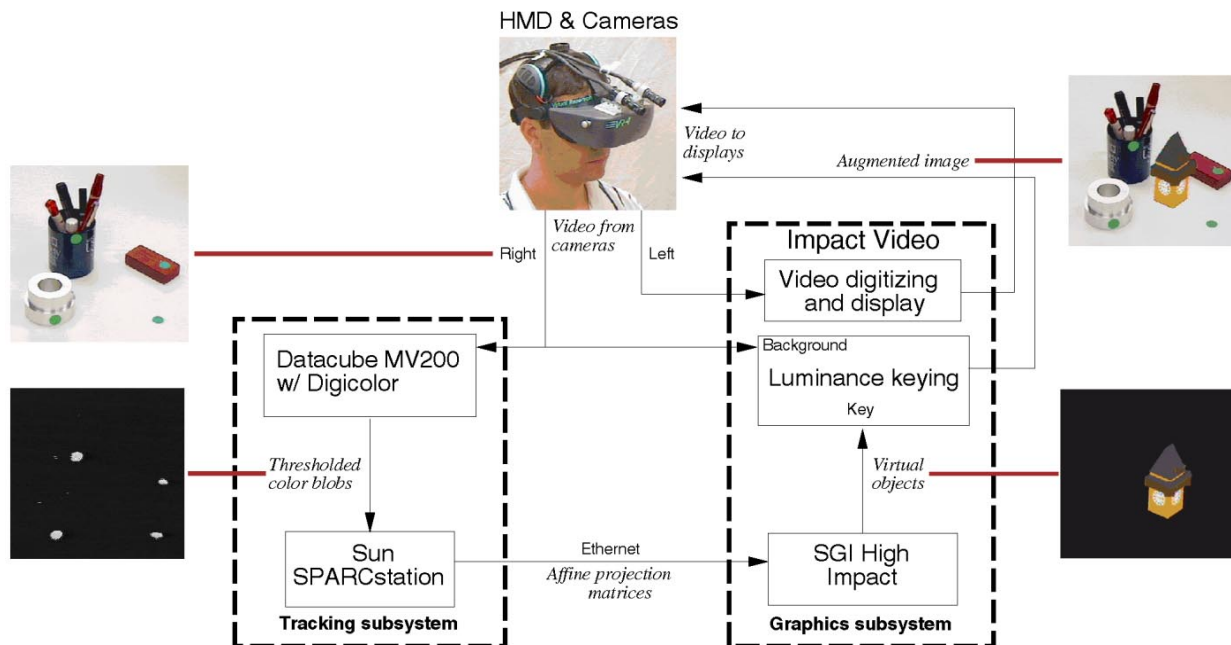 HMD & Cameras
Video to
displays
Augmented image
Video from
cameras
Right
Left
Impact Video
Video digitizing
and display
Datacube MV200
w/ Digicolor
Background
Luminance keying
Key
Thresholded
color blobs
Virtual
objects
Sun
SPARCstation
Ethernet
Affine projection
matrices
SGI High
Impact
Tracking subsystem
Graphics subsystem